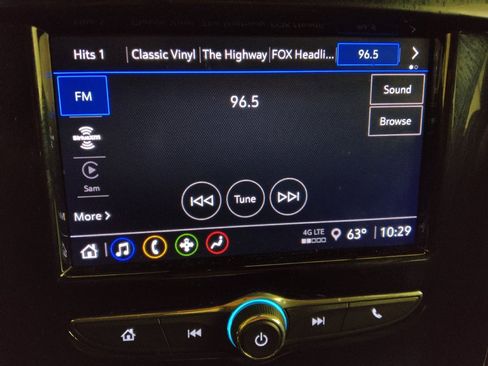 Hits 1 Classic Vinyl The Highway FOX Headli... 96.5
FM
96.5
Sound
Browse
SiriusXM
Sam
Tune
More
4G LTE
63° 10:29